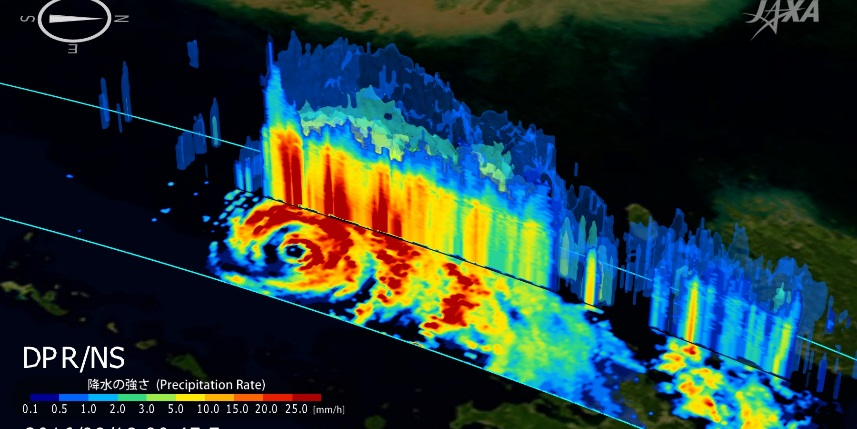 S N
E
JAXA
DPR/NS
降水の強さ (Precipitation Rate)
0.1 0.5 1.0 2.0 3.0 5.0 10.0 15.0 20.0 25.0 [mm/h]